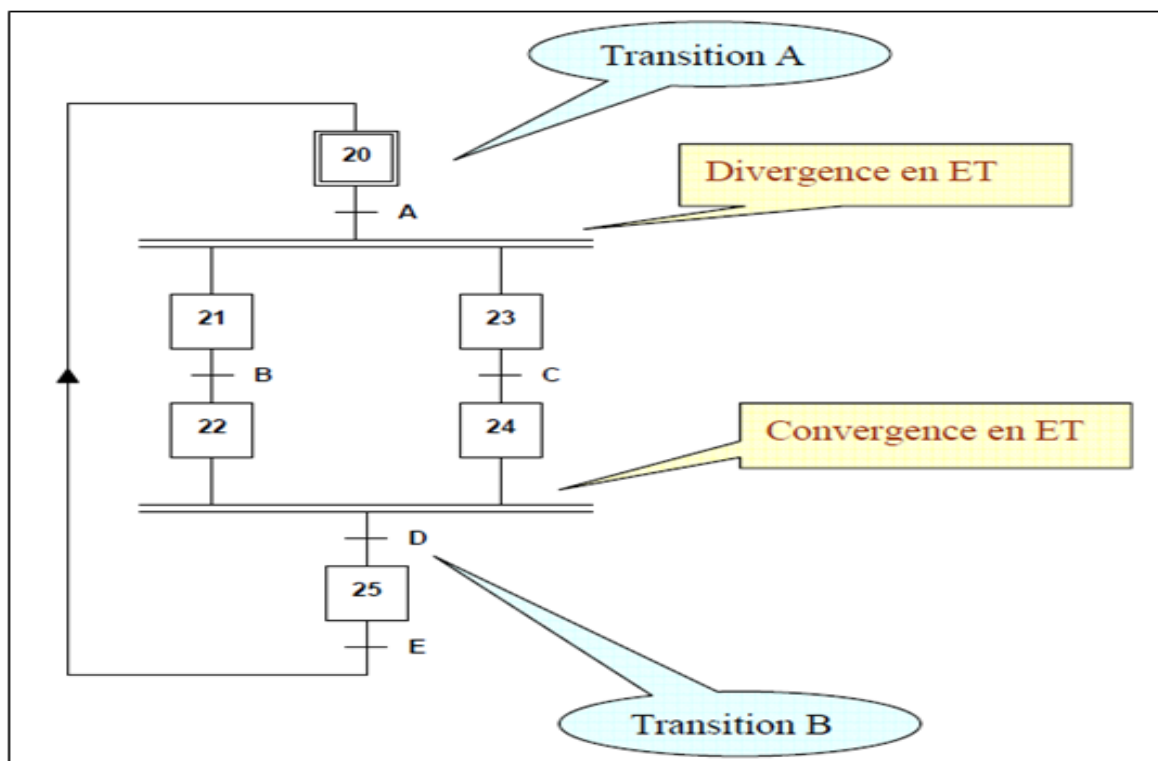 Transition A
20
Divergence en ET
A
21 23
B C
22 24
Convergence en ET
D
25
E
Transition B